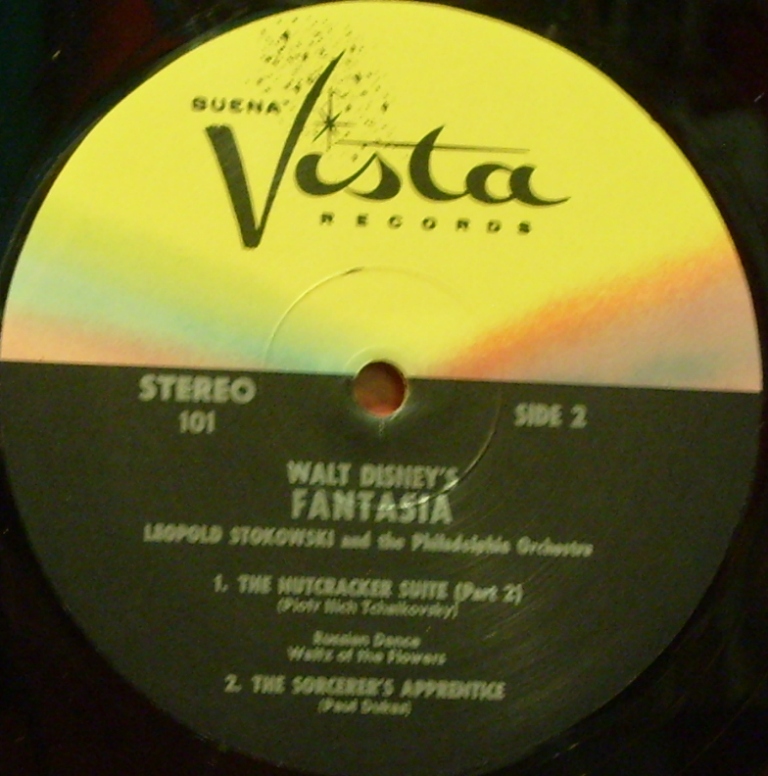 BUENA
Vista
RECORDS
STEREO
101
SIDE 2
WALT DISNEY'S
FANTASIA
LEOPOLD STOKOWSKI and the Philadelphia Orchestra
1. THE NUTCRACKER SUITE (Part 2)
(Piotr Ilich Tchaikovsky)
Russian Dance
Waltz of the Flowers
2. THE SORCERER'S APPRENTICE
(Paul Dukas)